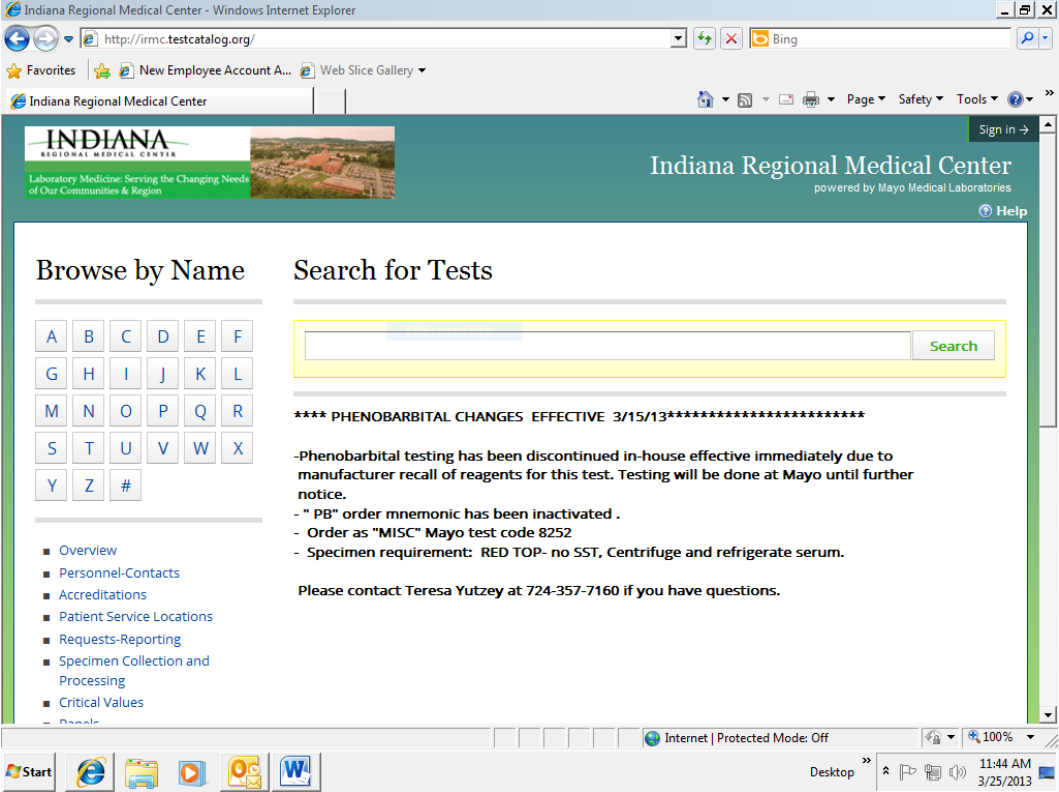 Indiana Regional Medical Center - Windows Internet Explorer
http://irmc.testcatalog.org/
Bing
Favorites
New Employee Account A...
Web Slice Gallery
Indiana Regional Medical Center
Page
Safety
Tools
»
Sign in →
INDIANA
REGIONAL MEDICAL CENTER
Laboratory Medicine: Serving the Changing Needs
of Our Communities & Region
Indiana Regional Medical Center
powered by Mayo Medical Laboratories
Help
Browse by Name
A B C D E F
G H I J K L
M N O P Q R
S T U V W X
Y Z #
Overview
Personnel-Contacts
Accreditations
Patient Service Locations
Requests-Reporting
Specimen Collection and
Processing
Critical Values
Panels
Search for Tests
Search
**** PHENOBARBITAL CHANGES EFFECTIVE 3/15/13************************
-Phenobarbital testing has been discontinued in-house effective immediately due to
manufacturer recall of reagents for this test. Testing will be done at Mayo until further
notice.
- " PB" order mnemonic has been inactivated .
- Order as "MISC" Mayo test code 8252
- Specimen requirement: RED TOP- no SST, Centrifuge and refrigerate serum.
Please contact Teresa Yutzey at 724-357-7160 if you have questions.
Internet | Protected Mode: Off
100%
Start
Desktop
»
11:44 AM
3/25/2013